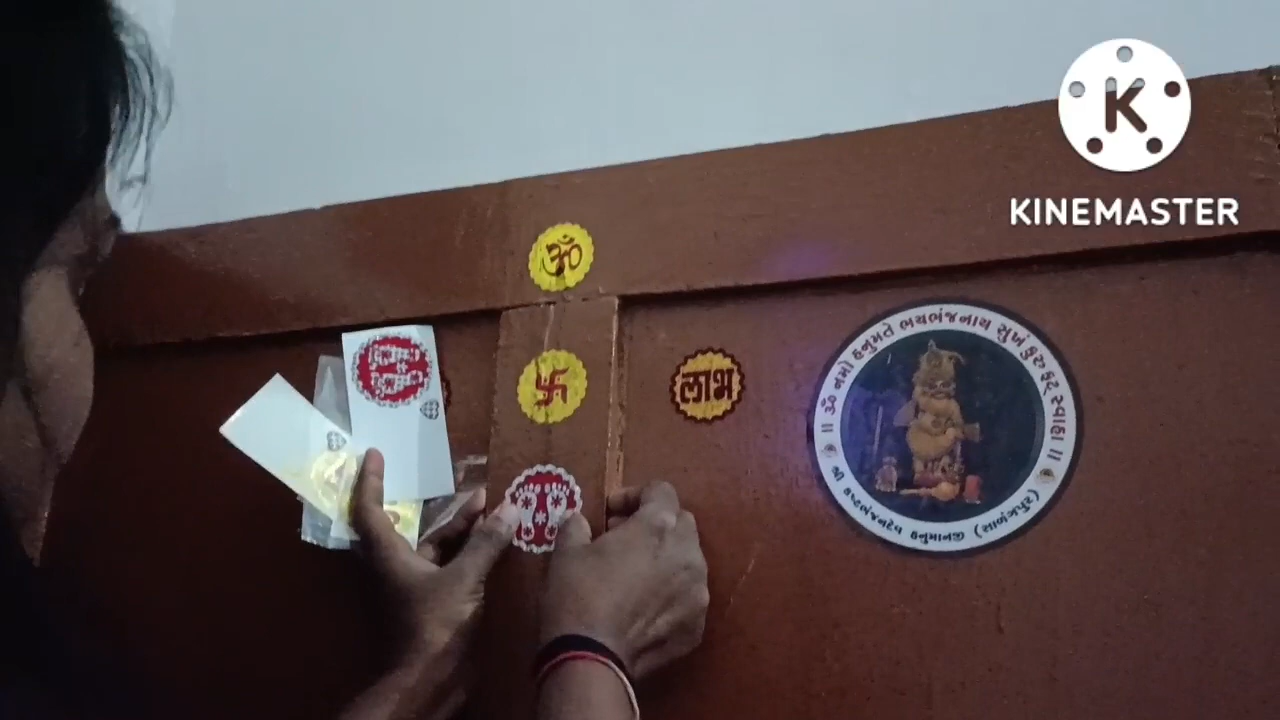 K
KINEMASTER
ॐ
लाभ
॥ ૐ નમો હનુમતે ભયભંજનાય સુખં કુરુ ફટ્ સ્વાહા ॥
શ્રી કષ્ટભંજનદેવ હનુમાનજી (સાળંગપુર)